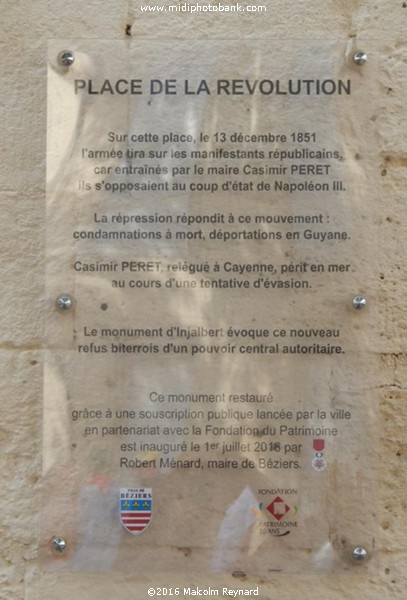 ©2016
www.midiphotobank.com
PLACE DE LA REVOLUTION
Sur cette place, le 13 décembre 1851
l'armée tira sur les manifestants républicains,
car entraînés par le maire Casimir PERET
ils s'opposaient au coup d'état de Napoléon III.
La répression répondit à ce mouvement :
condamnations à mort, déportations en Guyane.
Casimir PERET, relégué à Cayenne, périt en mer
au cours d'une tentative d'évasion.
Le monument d'Injalbert évoque ce nouveau
refus biterrois d'un pouvoir central autoritaire.
Ce monument restauré
grâce à une souscription publique lancée par la ville
en partenariat avec la Fondation du Patrimoine
est inauguré le 1er juillet 2016 par
Robert Ménard, maire de Béziers.
VILLE DE
BÉZIERS
FONDATION
PATRIMOINE
ANS
©2016 Malcolm Reynard